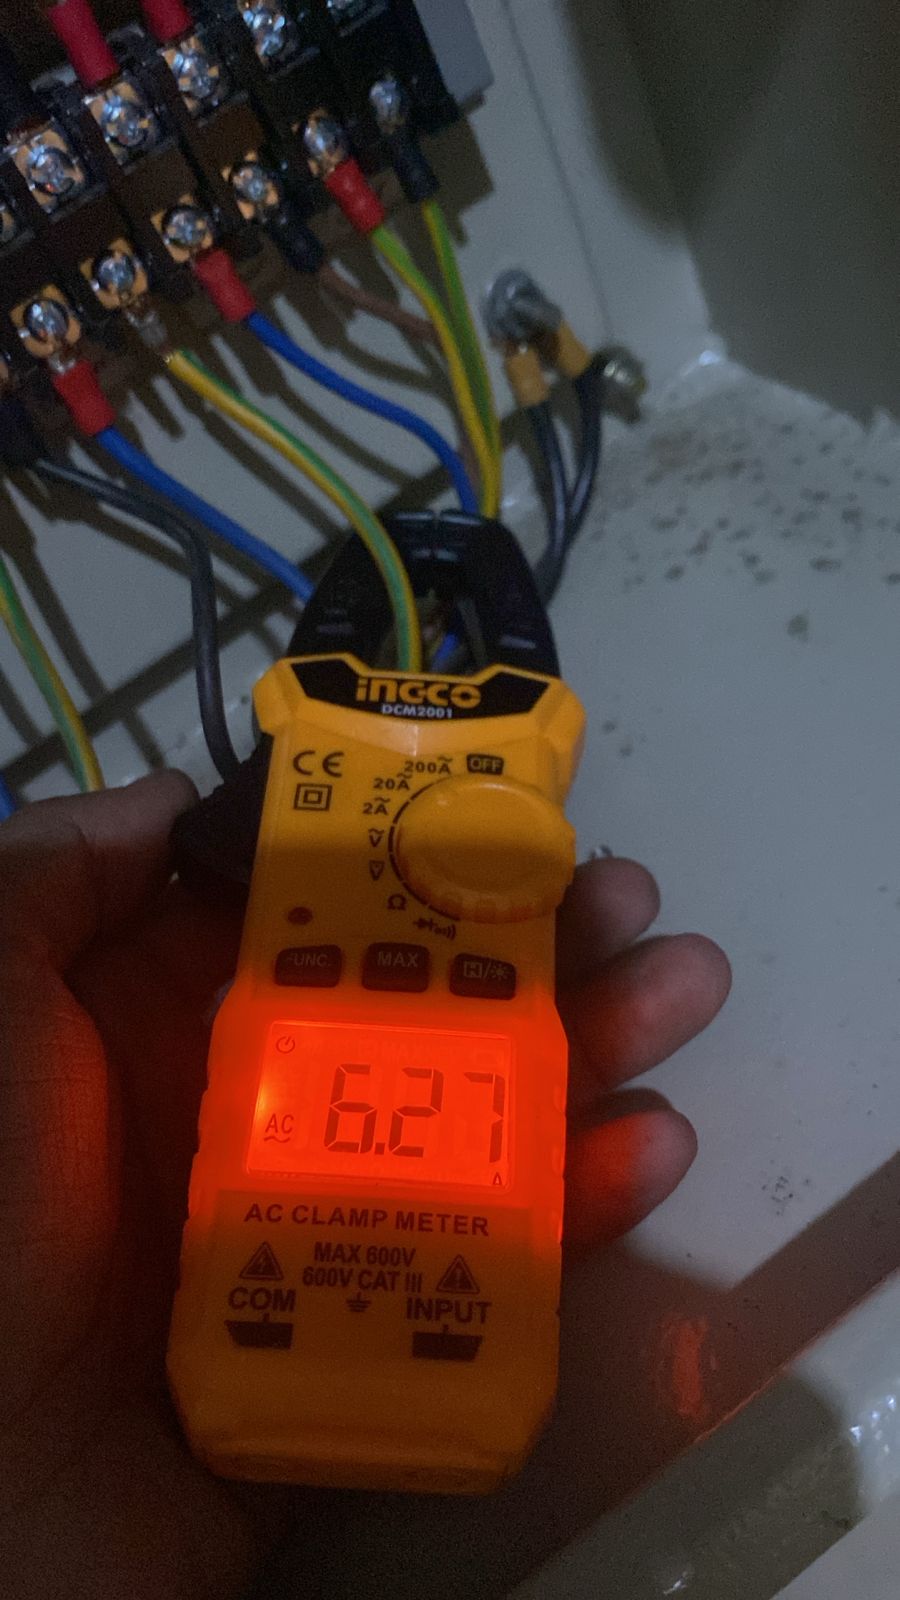 INGCO
DCM2001
CE
200A
OFF
20A
2A
V
V
Ω
FUNC.
MAX
H/
6.27
AC
A
AC CLAMP METER
MAX 600V
600V CAT III
COM
INPUT